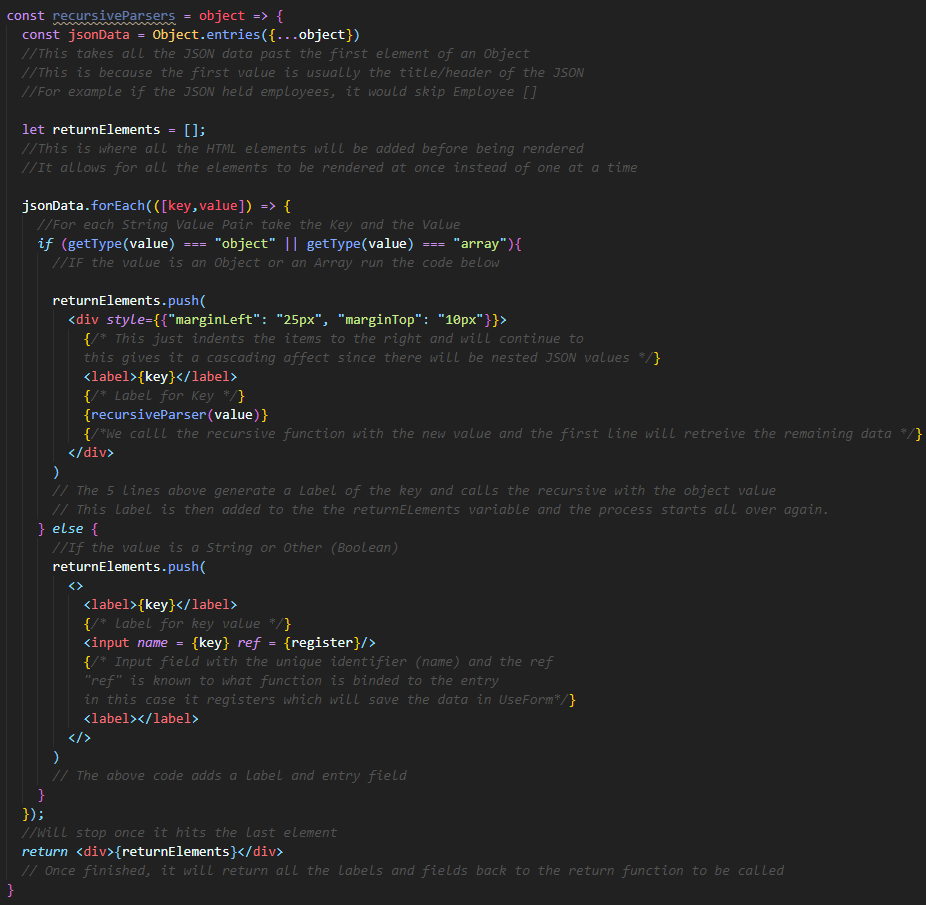 const recursiveParsers = object => {
const jsonData = Object.entries({...object})
//This takes all the JSON data past the first element of an Object
//This is because the first value is usually the title/header of the JSON
//For example if the JSON held employees, it would skip Employee []
let returnElements = [];
//This is where all the HTML elements will be added before being rendered
//It allows for all the elements to be rendered at once instead of one at a time
jsonData.forEach(([key,value]) => {
//For each String Value Pair take the Key and the Value
if (getType(value) === "object" || getType(value) === "array"){
//IF the value is an Object or an Array run the code below
returnElements.push(
<div style={{"marginLeft": "25px", "marginTop": "10px"}}>
{/* This just indents the items to the right and will continue to
this gives it a cascading affect since there will be nested JSON values */}
<label>{key}</label>
{/* Label for Key */}
{recursiveParser(value)}
{/*We calll the recursive function with the new value and the first line will retreive the remaining data */}
</div>
)
// The 5 lines above generate a Label of the key and calls the recursive with the object value
// This label is then added to the the returnELements variable and the process starts all over again.
} else {
//If the value is a String or Other (Boolean)
returnElements.push(
<>
<label>{key}</label>
{/* label for key value */}
<input name = {key} ref = {register}/>
{/* Input field with the unique identifier (name) and the ref
"ref" is known to what function is binded to the entry
in this case it registers which will save the data in UseForm*/}
<label></label>
</>
)
// The above code adds a label and entry field
}
});
//Will stop once it hits the last element
return <div>{returnElements}</div>
// Once finished, it will return all the labels and fields back to the return function to be called
}